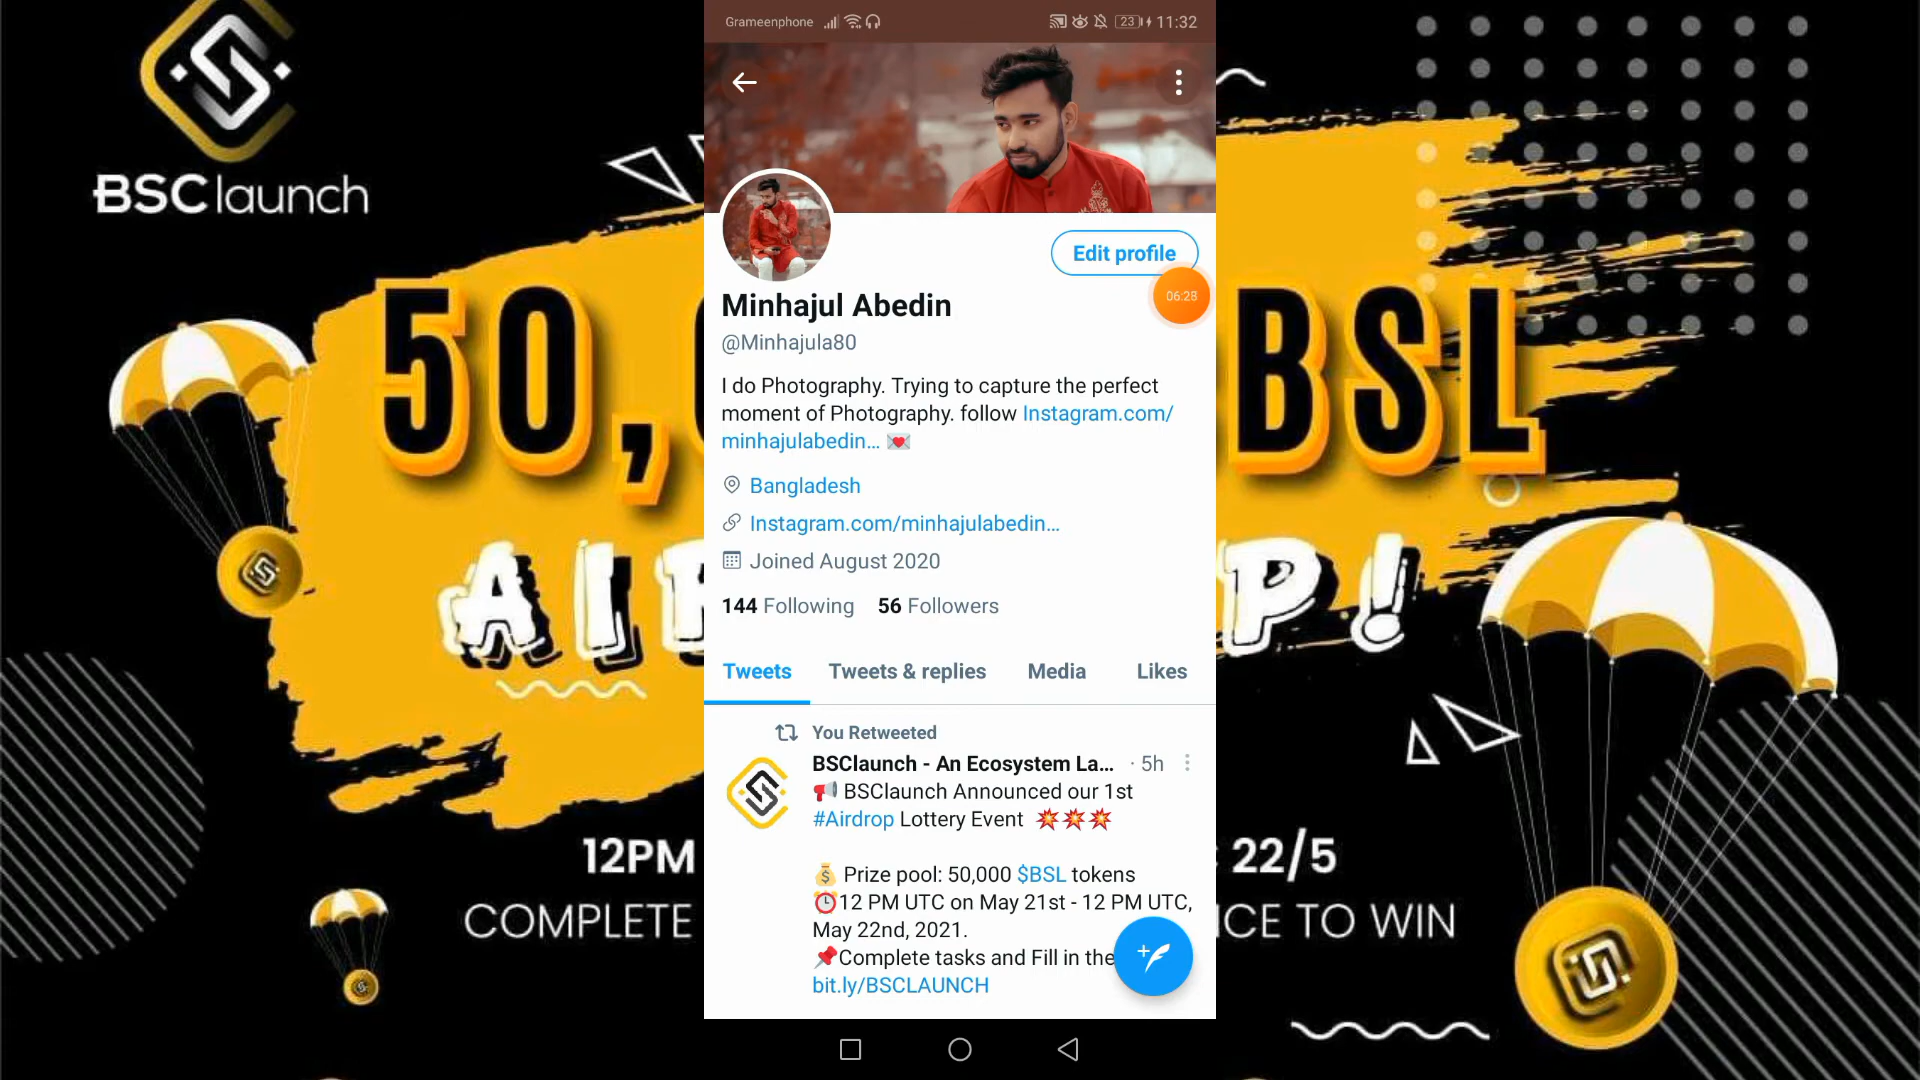 BSC launch
50,
BSL
AIR
P!
12PM
22/5
COMPLETE
CE TO WIN
Grameenphone
23
11:32
Edit profile
06:28
Minhajul Abedin
@Minhajula80
I do Photography. Trying to capture the perfect
moment of Photography. follow Instagram.com/
minhajulabedin... 💌
Bangladesh
Instagram.com/minhajulabedin...
Joined August 2020
144 Following 56 Followers
Tweets Tweets & replies Media Likes
You Retweeted
BSClaunch - An Ecosystem La... · 5h
📢 BSClaunch Announced our 1st
#Airdrop Lottery Event 💥💥💥
💰 Prize pool: 50,000 $BSL tokens
⏰12 PM UTC on May 21st - 12 PM UTC,
May 22nd, 2021.
📌Complete tasks and Fill in the
bit.ly/BSCLAUNCH